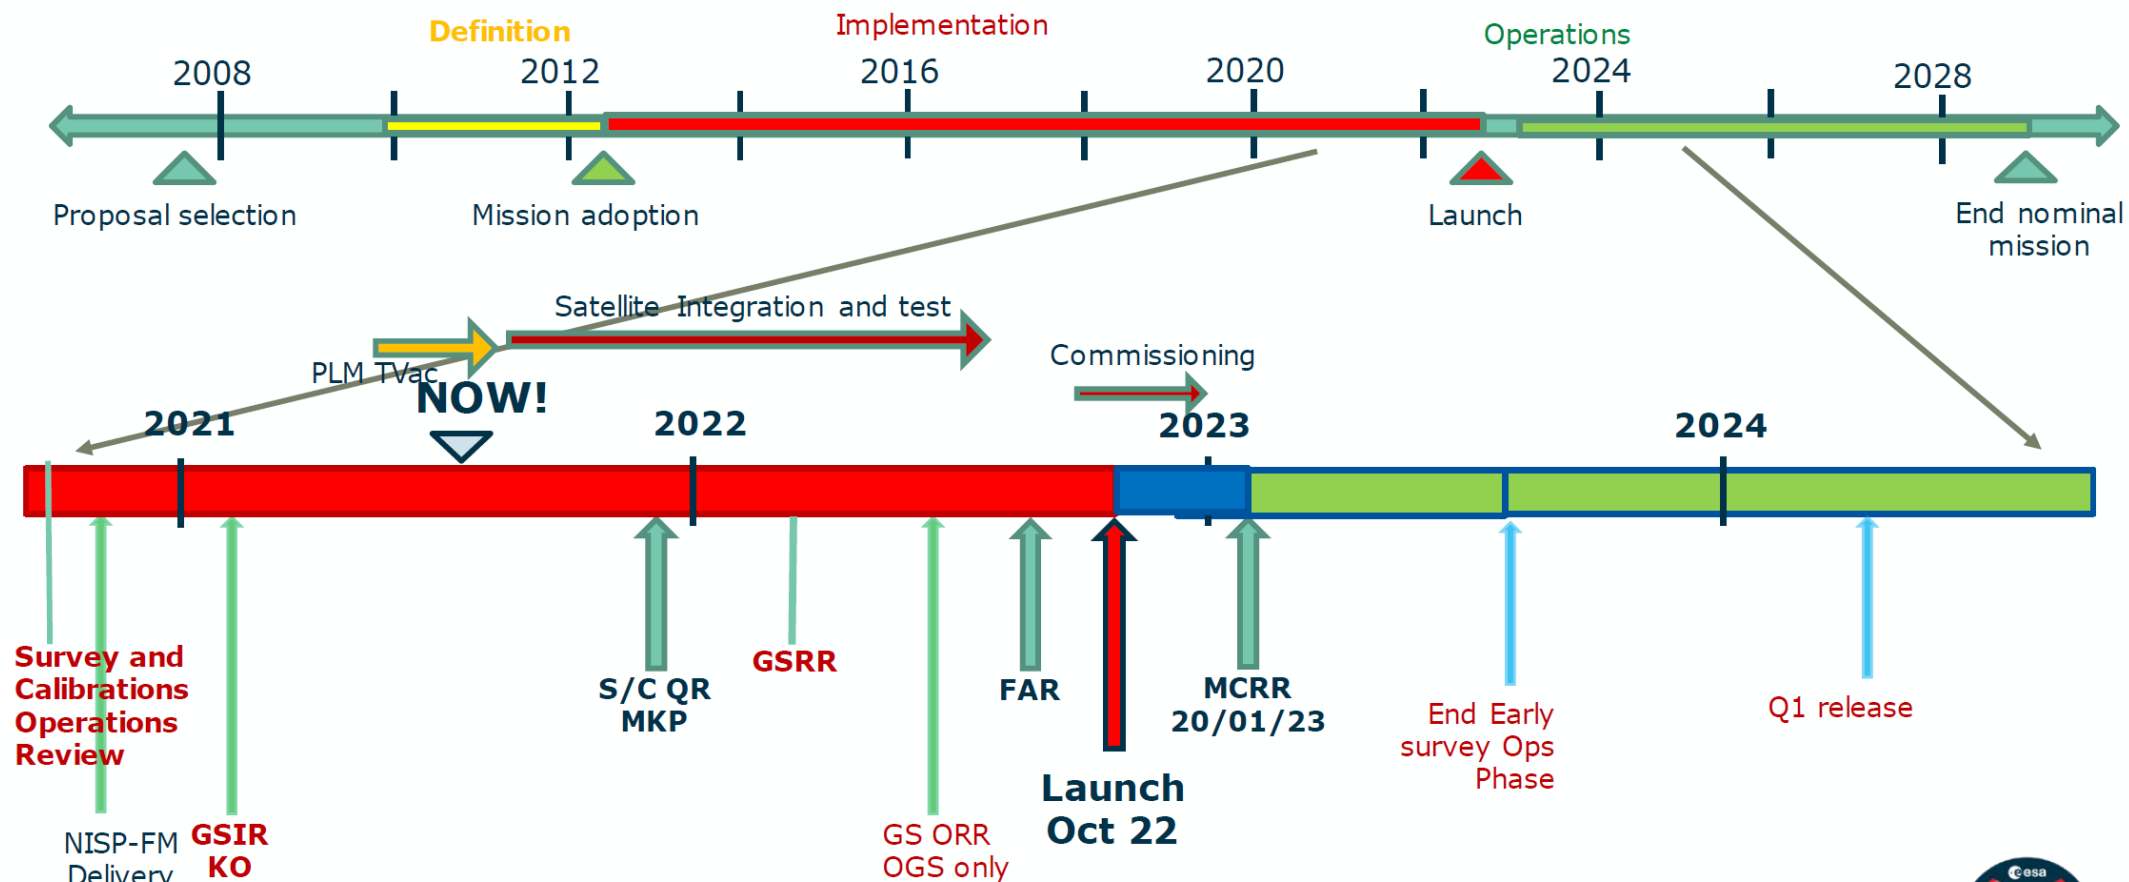 Definition
Implementation
Operations
2008
2012
2016
2020
2024
2028
Proposal selection
Mission adoption
Launch
End nominal
mission
Satellite Integration and test
PLM TVac
NOW!
Commissioning
2021
2022
2023
2024
Survey and
Calibrations
Operations
Review
NISP-FM
Delivery
GSIR
KO
S/C QR
MKP
GSRR
GS ORR
OGS only
FAR
Launch
Oct 22
MCRR
20/01/23
End Early
survey Ops
Phase
Q1 release
esa